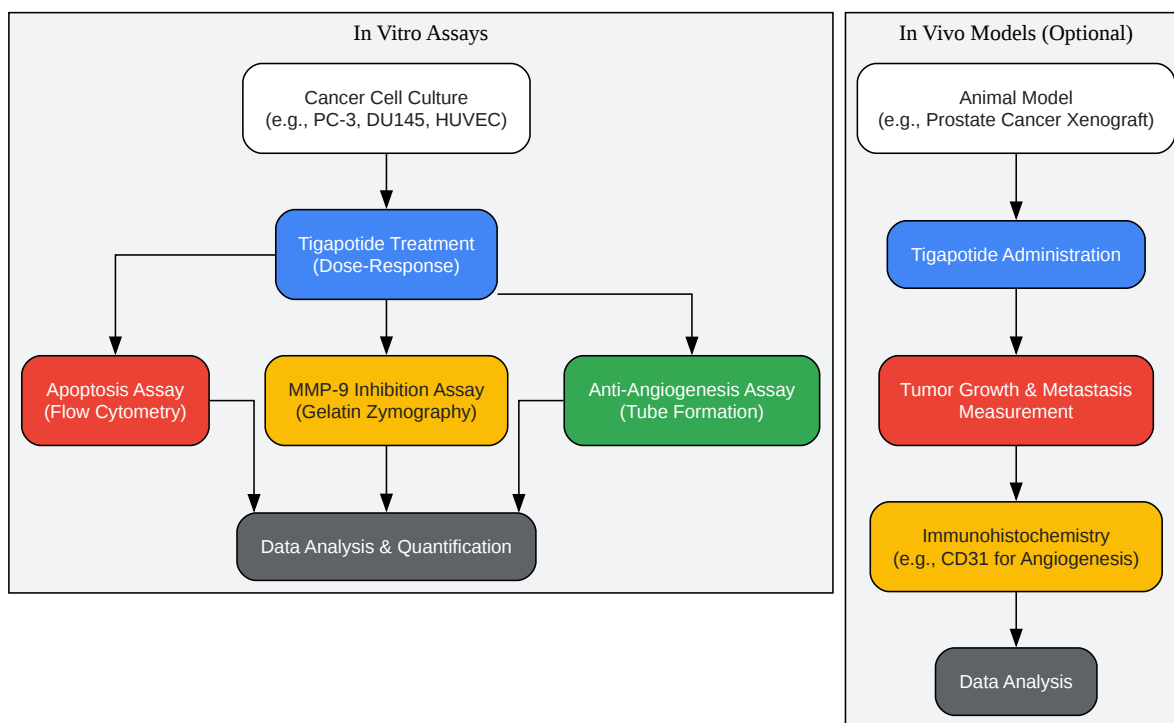 In Vitro Assays
Cancer Cell Culture
(e.g., PC-3, DU145, HUVEC)
Tigapotide Treatment
(Dose-Response)
Apoptosis Assay
(Flow Cytometry)
MMP-9 Inhibition Assay
(Gelatin Zymography)
Anti-Angiogenesis Assay
(Tube Formation)
Data Analysis & Quantification
In Vivo Models (Optional)
Animal Model
(e.g., Prostate Cancer Xenograft)
Tigapotide Administration
Tumor Growth & Metastasis
Measurement
Immunohistochemistry
(e.g., CD31 for Angiogenesis)
Data Analysis